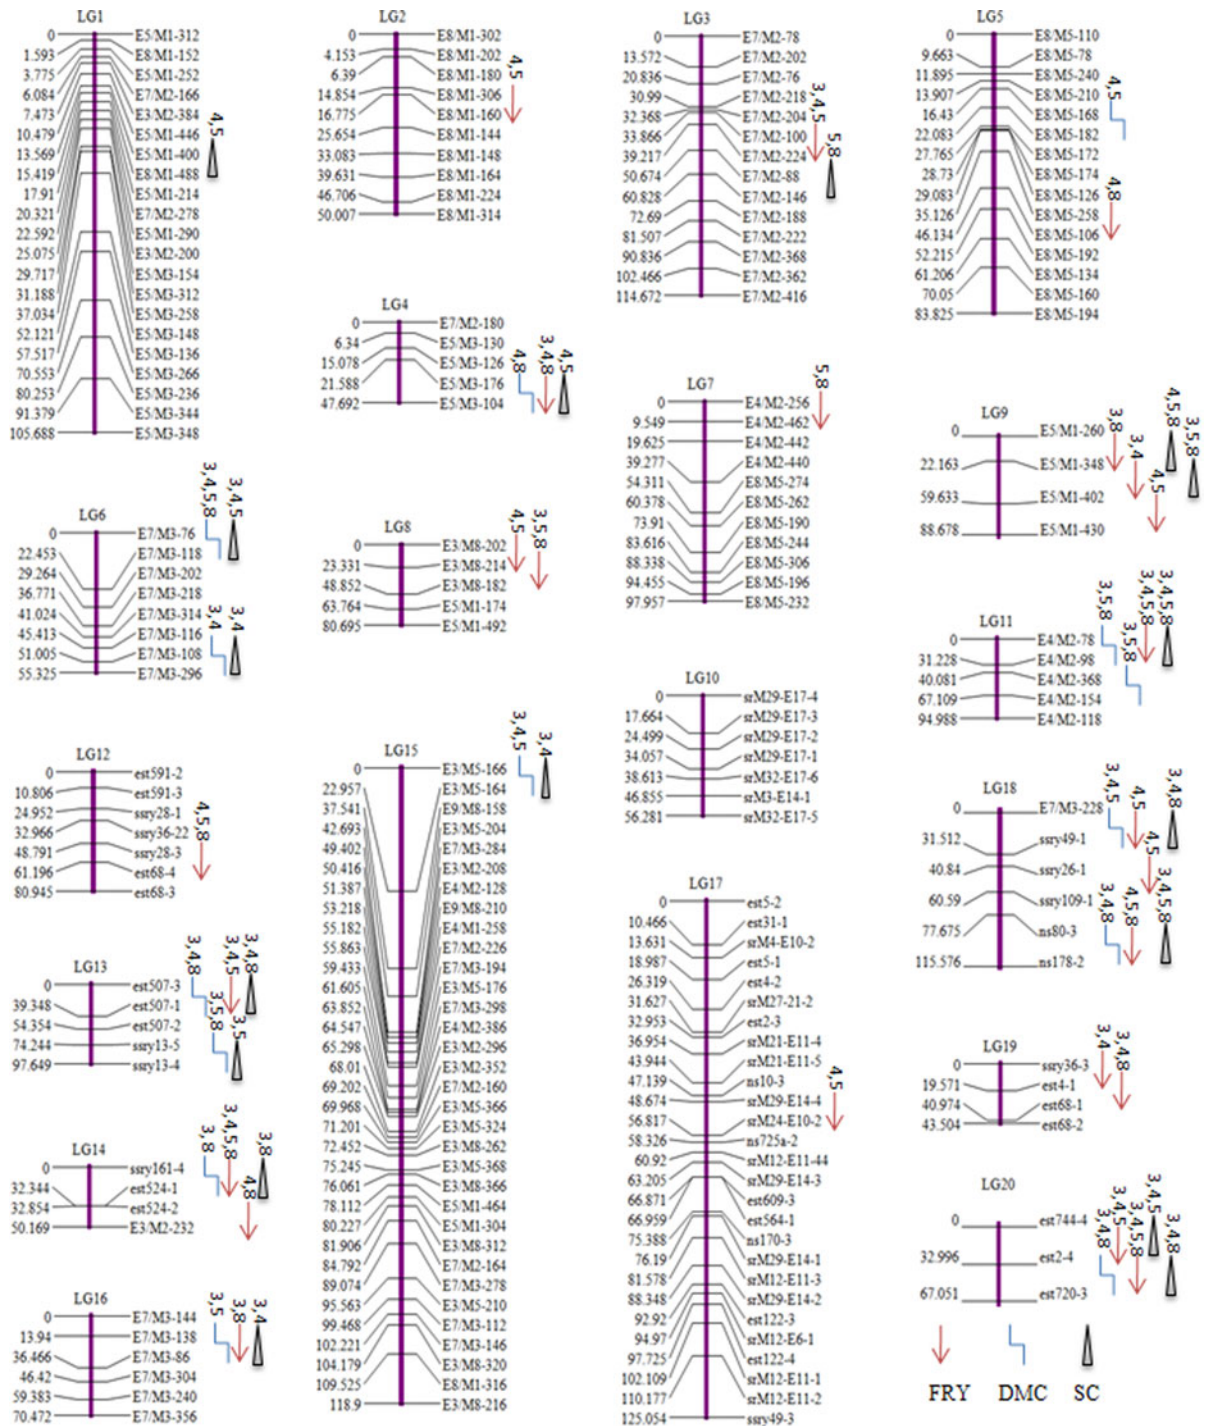 LG1
0 E5/M1-312
1.593 E8/M1-152
3.775 E5/M1-252
6.084 E7/M2-166
7.473 E3/M2-384
10.479 E5/M1-446
13.569 E5/M1-400
15.419 E8/M1-488
17.91 E5/M1-214
20.321 E7/M2-278
22.592 E5/M1-290
25.075 E3/M2-200
29.717 E5/M3-154
31.188 E5/M3-312
37.034 E5/M3-258
52.121 E5/M3-148
57.517 E5/M3-136
70.553 E5/M3-266
80.253 E5/M3-236
91.379 E5/M3-344
105.688 E5/M3-348
4,5
LG2
0 E8/M1-302
4.153 E8/M1-202
6.39 E8/M1-180
14.854 E8/M1-306
16.775 E8/M1-160
25.654 E8/M1-144
33.083 E8/M1-148
39.631 E8/M1-164
46.706 E8/M1-224
50.007 E8/M1-314
4,5
LG3
0 E7/M2-78
13.572 E7/M2-202
20.836 E7/M2-76
30.99 E7/M2-218
32.368 E7/M2-204
33.866 E7/M2-100
39.217 E7/M2-224
50.674 E7/M2-88
60.828 E7/M2-146
72.69 E7/M2-188
81.507 E7/M2-222
90.836 E7/M2-368
102.466 E7/M2-362
114.672 E7/M2-416
3,4,5
5,8
LG5
0 E8/M5-110
9.663 E8/M5-78
11.895 E8/M5-240
13.907 E8/M5-210
16.43 E8/M5-168
22.083 E8/M5-182
27.765 E8/M5-172
28.73 E8/M5-174
29.083 E8/M5-126
35.126 E8/M5-258
46.134 E8/M5-106
52.215 E8/M5-192
61.206 E8/M5-134
70.05 E8/M5-160
83.825 E8/M5-194
4,5
4,8
LG4
0 E7/M2-180
6.34 E5/M3-130
15.078 E5/M3-126
21.588 E5/M3-176
47.692 E5/M3-104
4,8
3,4,8
4,5
LG7
0 E4/M2-256
9.549 E4/M2-462
19.625 E4/M2-442
39.277 E4/M2-440
54.311 E8/M5-274
60.378 E8/M5-262
73.91 E8/M5-190
83.616 E8/M5-244
88.338 E8/M5-306
94.455 E8/M5-196
97.957 E8/M5-232
5,8
LG9
0 E5/M1-260
22.163 E5/M1-348
59.633 E5/M1-402
88.678 E5/M1-430
3,8
3,4
4,5
4,5,8
3,5,8
LG6
0 E7/M3-76
22.453 E7/M3-118
29.264 E7/M3-202
36.771 E7/M3-218
41.024 E7/M3-314
45.413 E7/M3-116
51.005 E7/M3-108
55.325 E7/M3-296
3,4,5,8
3,4,5
3,4
3,4
LG8
0 E3/M8-202
23.331 E3/M8-214
48.852 E3/M8-182
63.764 E5/M1-174
80.695 E5/M1-492
4,5
3,5,8
LG11
0 E4/M2-78
31.228 E4/M2-98
40.081 E4/M2-368
67.109 E4/M2-154
94.988 E4/M2-118
3,5,8
3,5,8
3,4,5,8
3,4,5,8
LG10
0 srM29-E17-4
17.664 srM29-E17-3
24.499 srM29-E17-2
34.057 srM29-E17-1
38.613 srM32-E17-6
46.855 srM3-E14-1
56.281 srM32-E17-5
LG12
0 est591-2
10.806 est591-3
24.952 ssry28-1
32.966 ssry36-22
48.791 ssry28-3
61.196 est68-4
80.945 est68-3
4,5,8
LG15
0 E3/M5-166
22.957 E3/M5-164
37.541 E9/M8-158
42.693 E3/M5-204
49.402 E7/M3-284
50.416 E3/M2-208
51.387 E4/M2-128
53.218 E9/M8-210
55.182 E4/M1-258
55.863 E7/M2-226
59.433 E7/M3-194
61.605 E3/M5-176
63.852 E7/M3-298
64.547 E4/M2-386
65.298 E3/M2-296
68.01 E3/M2-352
69.202 E7/M2-160
69.968 E3/M5-366
71.201 E3/M5-324
72.452 E3/M8-262
75.245 E3/M5-368
76.061 E3/M8-366
78.112 E5/M1-464
80.227 E5/M1-304
81.906 E3/M8-312
84.792 E7/M2-164
89.074 E7/M3-278
95.563 E3/M5-210
99.468 E7/M3-112
102.221 E7/M3-146
104.179 E3/M8-320
109.525 E8/M1-316
118.9 E3/M8-216
3,4,5
3,4
LG18
0 E7/M3-228
31.512 ssry49-1
40.84 ssry26-1
60.59 ssry109-1
77.675 ns80-3
115.576 ns178-2
3,4,5
4,5
3,4,8
4,5
3,4,8
4,5,8
3,4,5,8
LG17
0 est5-2
10.466 est31-1
13.631 srM4-E10-2
18.987 est5-1
26.319 est4-2
31.627 srM27-21-2
32.953 est2-3
36.954 srM21-E11-4
43.944 srM21-E11-5
47.139 ns10-3
48.674 srM29-E14-4
56.817 srM24-E10-2
58.326 ns725a-2
60.92 srM12-E11-44
63.205 srM29-E14-3
66.871 est609-3
66.959 est564-1
75.388 ns170-3
76.19 srM29-E14-1
81.578 srM12-E11-3
88.348 srM29-E14-2
92.92 est122-3
94.97 srM12-E6-1
97.725 est122-4
102.109 srM12-E11-1
110.177 srM12-E11-2
125.054 ssry49-3
4,5
LG13
0 est507-3
39.348 est507-1
54.354 est507-2
74.244 ssry13-5
97.649 ssry13-4
3,4,8
3,4,5
3,4,8
3,5,8
3,5
LG19
0 ssry36-3
19.571 est4-1
40.974 est68-1
43.504 est68-2
3,4
3,4,8
LG14
0 ssry161-4
32.344 est524-1
32.854 est524-2
50.169 E3/M2-232
3,8
3,4,5,8
3,8
4,8
LG20
0 est744-4
32.996 est2-4
67.051 est720-3
3,4,8
3,4,5
3,4,5,8
3,4,5
3,4,8
LG16
0 E7/M3-144
13.94 E7/M3-138
36.466 E7/M3-86
46.42 E7/M3-304
59.383 E7/M3-240
70.472 E7/M3-356
3,5
3,8
3,4
FRY DMC SC